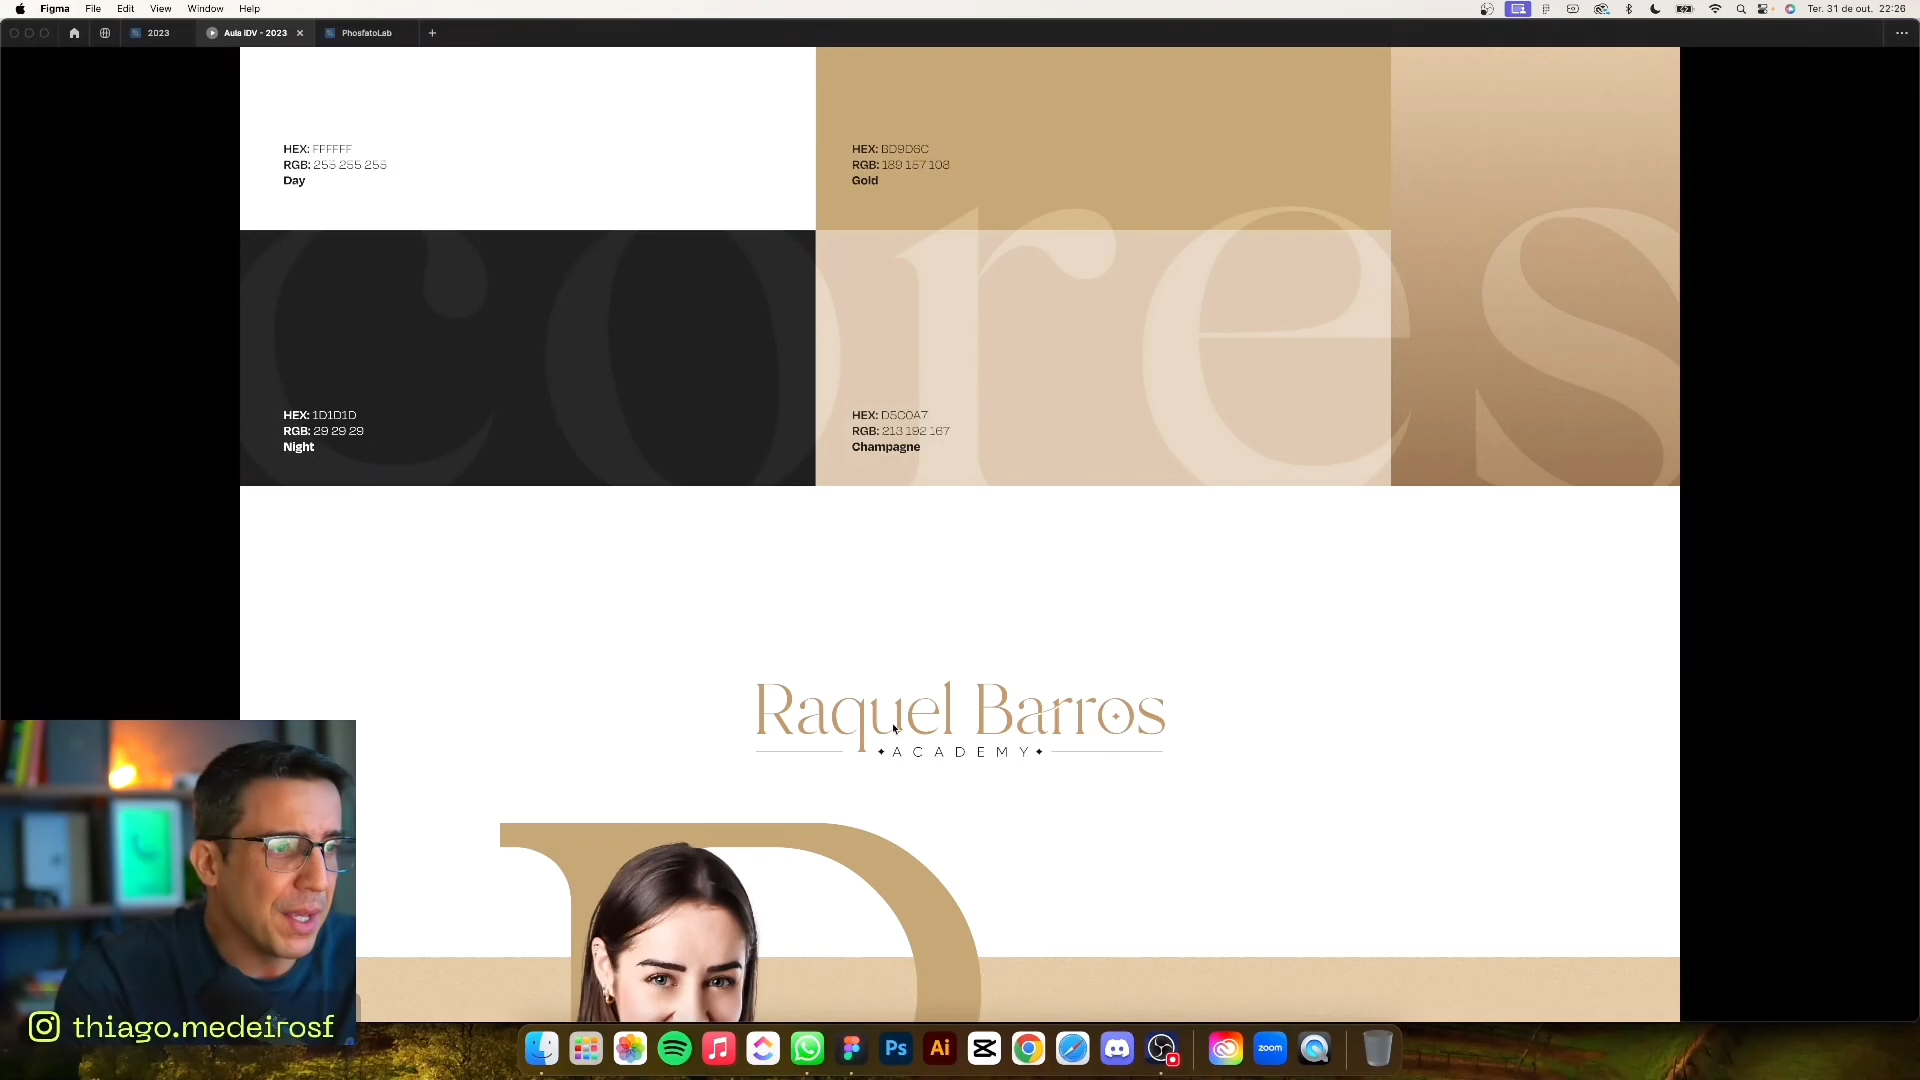 Figma File Edit View Window Help
Ter. 31 de out. 22:26
2023
Aula IDV - 2023
PhosfatoLab
HEX: FFFFFF
RGB: 255 255 255
Day
HEX: BD9D6C
RGB: 189 157 108
Gold
cores
HEX: 1D1D1D
RGB: 29 29 29
Night
HEX: D5C0A7
RGB: 213 192 167
Champagne
Raquel Barros
ACADEMY
thiago.medeirosf
Ps
Ai
zoom